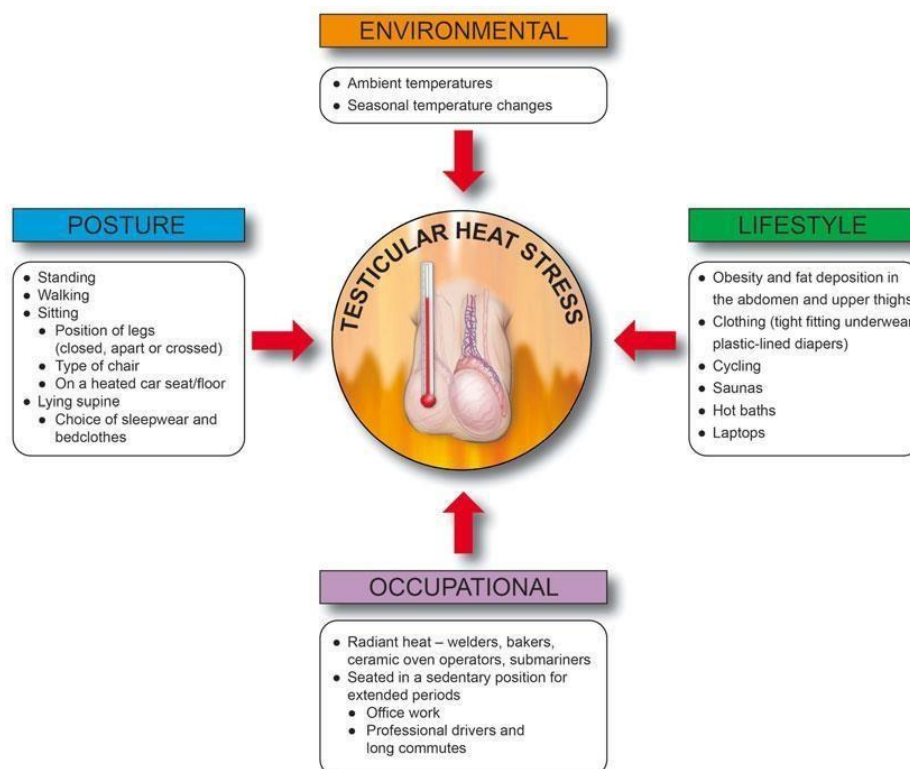 ENVIRONMENTAL
● Ambient temperatures
● Seasonal temperature changes
POSTURE
● Standing
● Walking
● Sitting
● Position of legs
(closed, apart or crossed)
● Type of chair
● On a heated car seat/floor
● Lying supine
● Choice of sleepwear and
bedclothes
TESTICULAR HEAT STRESS
LIFESTYLE
● Obesity and fat deposition in
the abdomen and upper thighs
● Clothing (tight fitting underwear
plastic-lined diapers)
● Cycling
● Saunas
● Hot baths
● Laptops
OCCUPATIONAL
● Radiant heat – welders, bakers,
ceramic oven operators, submariners
● Seated in a sedentary position for
extended periods
● Office work
● Professional drivers and
long commutes